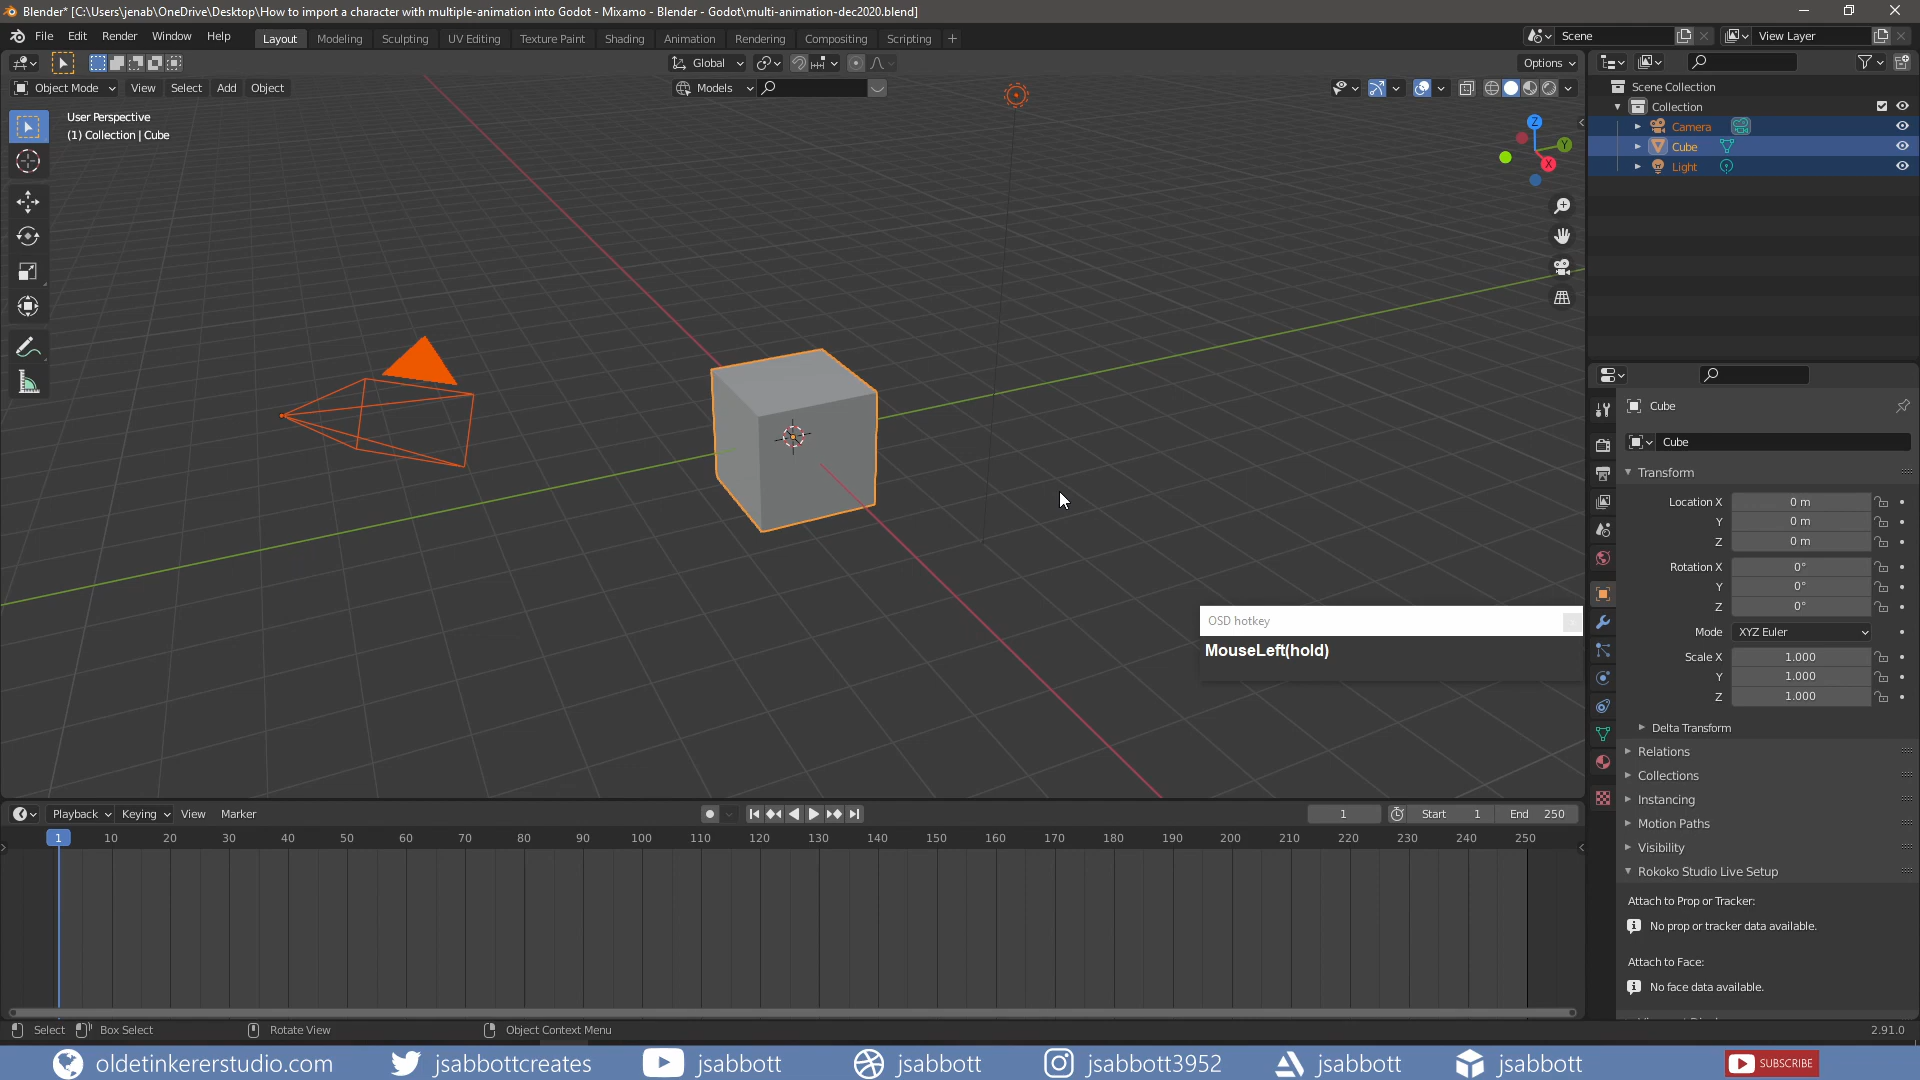 Blender* [C:\Users\jenab\OneDrive\Desktop\How to import a character with multiple-animation into Godot - Mixamo - Blender - Godot\multi-animation-dec2020.blend]
File Edit Render Window Help Layout Modeling Sculpting UV Editing Texture Paint Shading Animation Rendering Compositing Scripting + Scene View Layer
Global Options
Object Mode View Select Add Object Models
User Perspective
(1) Collection | Cube
Z
Y
X
Scene Collection
Collection
Camera
Cube
Light
Cube
Cube
Transform
Location X 0 m
Y 0 m
Z 0 m
Rotation X 0°
Y 0°
Z 0°
Mode XYZ Euler
Scale X 1.000
Y 1.000
Z 1.000
Delta Transform
Relations
Collections
Instancing
Motion Paths
Visibility
Rokoko Studio Live Setup
Attach to Prop or Tracker:
No prop or tracker data available.
Attach to Face:
No face data available.
OSD hotkey
MouseLeft(hold)
Playback Keying View Marker 1 Start 1 End 250
1 10 20 30 40 50 60 70 80 90 100 110 120 130 140 150 160 170 180 190 200 210 220 230 240 250
Select Box Select Rotate View Object Context Menu 2.91.0
oldetinkererstudio.com jsabbottcreates jsabbott jsabbott jsabbott3952 jsabbott jsabbott SUBSCRIBE